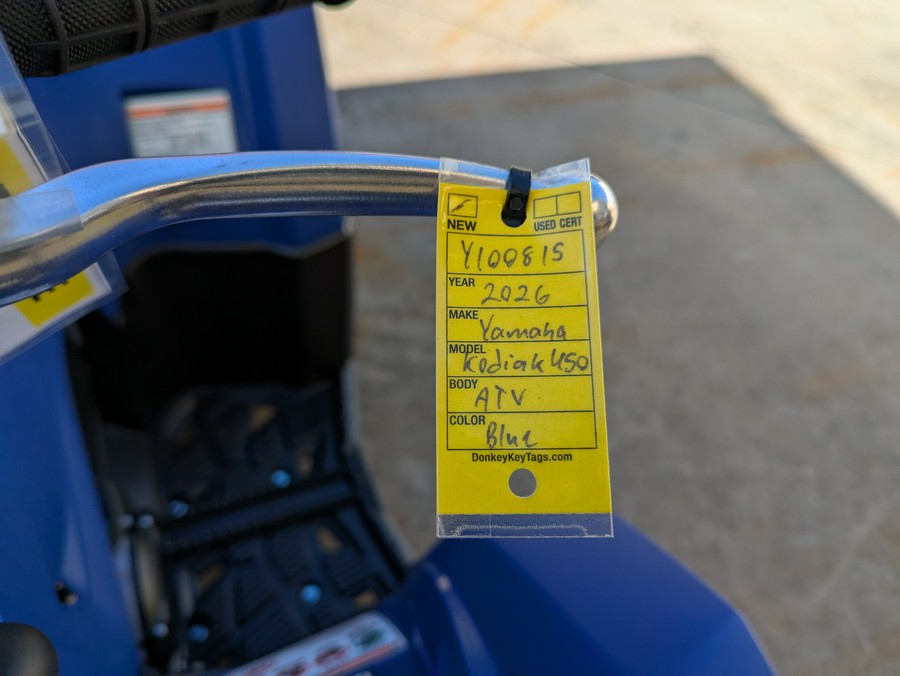 NEW USED CERT
Y100815
YEAR 2026
MAKE Yamaha
MODEL Kodiak 450
BODY ATV
COLOR Blue
DonkeyKeyTags.com